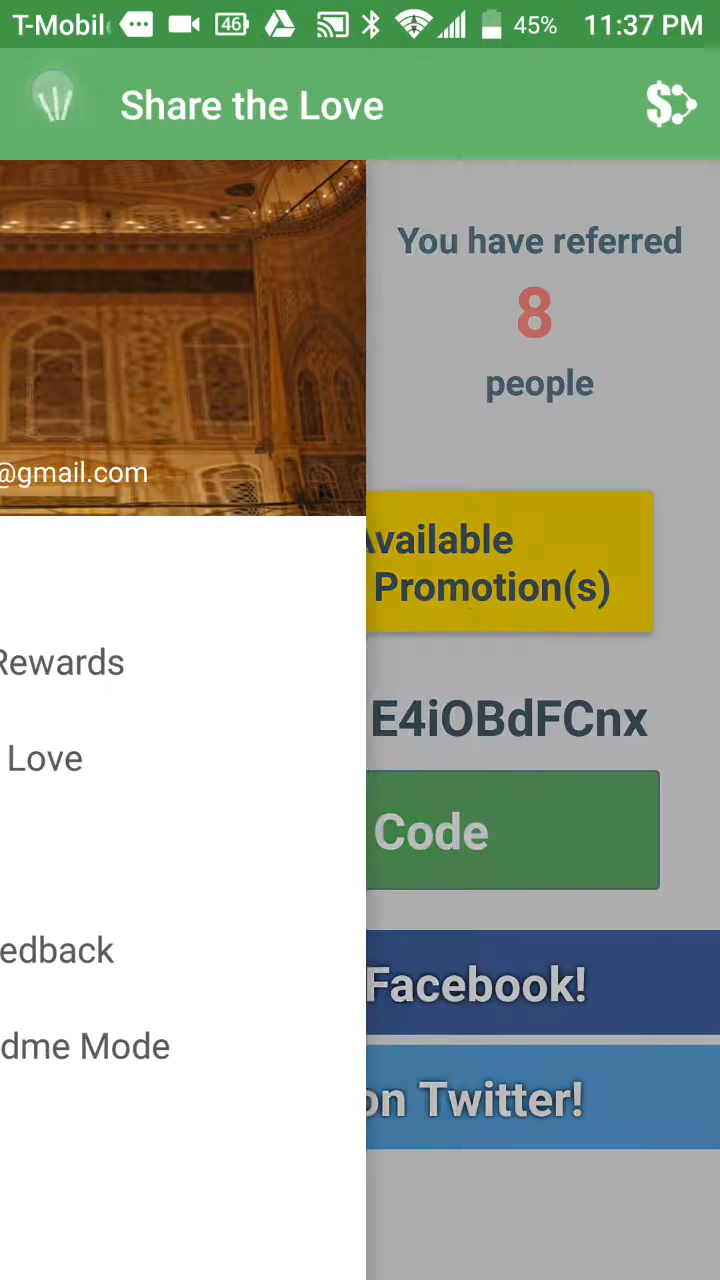 T-Mobil 46 45% 11:37 PM
Share the Love
You have referred
8
people
@gmail.com
Available
Promotion(s)
Rewards
E4iOBdFCnx
Love
Code
edback
Facebook!
dme Mode
on Twitter!